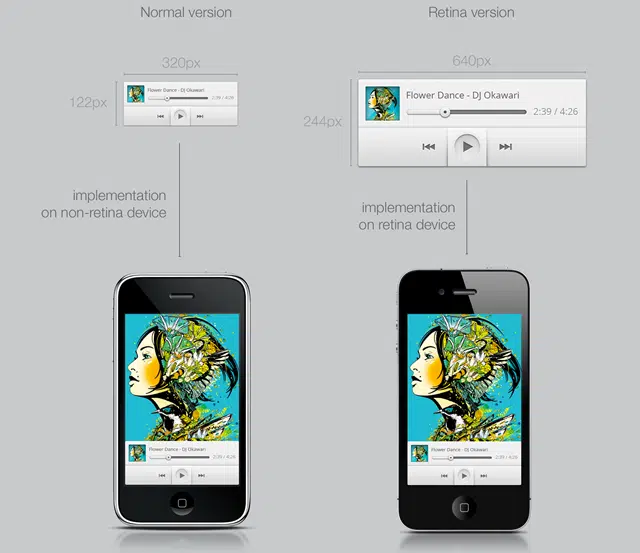 Normal version
Retina version
320px
640px
122px
Flower Dance - DJ Okawari
2:39 / 4:26
244px
Flower Dance - DJ Okawari
2:39 / 4:26
implementation
on non-retina device
implementation
on retina device
Flower Dance - DJ Okawari
2:39 / 4:26
Flower Dance - DJ Okawari
2:39 / 4:26